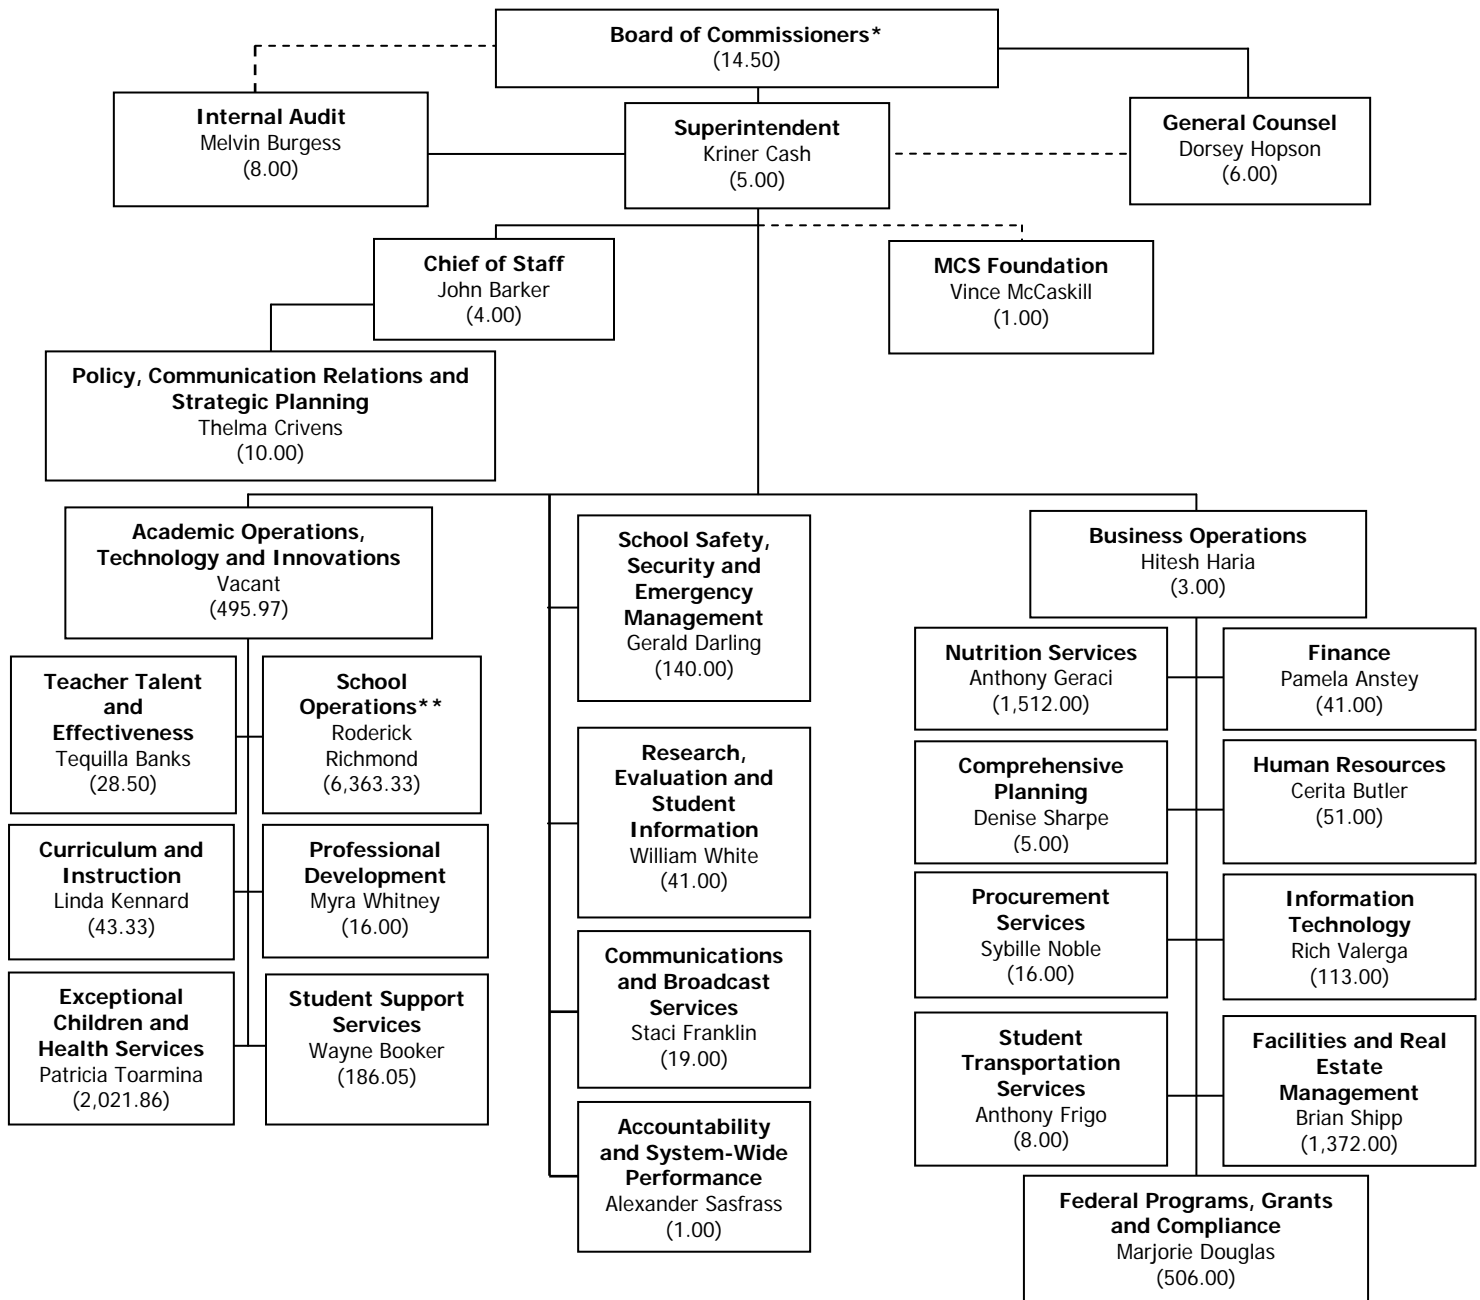 Board of Commissioners*
(14.50)
Internal Audit
Melvin Burgess
(8.00)
Superintendent
Kriner Cash
(5.00)
General Counsel
Dorsey Hopson
(6.00)
Chief of Staff
John Barker
(4.00)
MCS Foundation
Vince McCaskill
(1.00)
Policy, Communication Relations and
Strategic Planning
Thelma Crivens
(10.00)
Academic Operations,
Technology and Innovations
Vacant
(495.97)
Teacher Talent
and
Effectiveness
Tequilla Banks
(28.50)
School
Operations**
Roderick
Richmond
(6,363.33)
Curriculum and
Instruction
Linda Kennard
(43.33)
Professional
Development
Myra Whitney
(16.00)
Exceptional
Children and
Health Services
Patricia Toarmina
(2,021.86)
Student Support
Services
Wayne Booker
(186.05)
School Safety,
Security and
Emergency
Management
Gerald Darling
(140.00)
Research,
Evaluation and
Student
Information
William White
(41.00)
Communications
and Broadcast
Services
Staci Franklin
(19.00)
Accountability
and System-Wide
Performance
Alexander Sasfrass
(1.00)
Business Operations
Hitesh Haria
(3.00)
Nutrition Services
Anthony Geraci
(1,512.00)
Finance
Pamela Anstey
(41.00)
Comprehensive
Planning
Denise Sharpe
(5.00)
Human Resources
Cerita Butler
(51.00)
Procurement
Services
Sybille Noble
(16.00)
Information
Technology
Rich Valerga
(113.00)
Student
Transportation
Services
Anthony Frigo
(8.00)
Facilities and Real
Estate
Management
Brian Shipp
(1,372.00)
Federal Programs, Grants
and Compliance
Marjorie Douglas
(506.00)